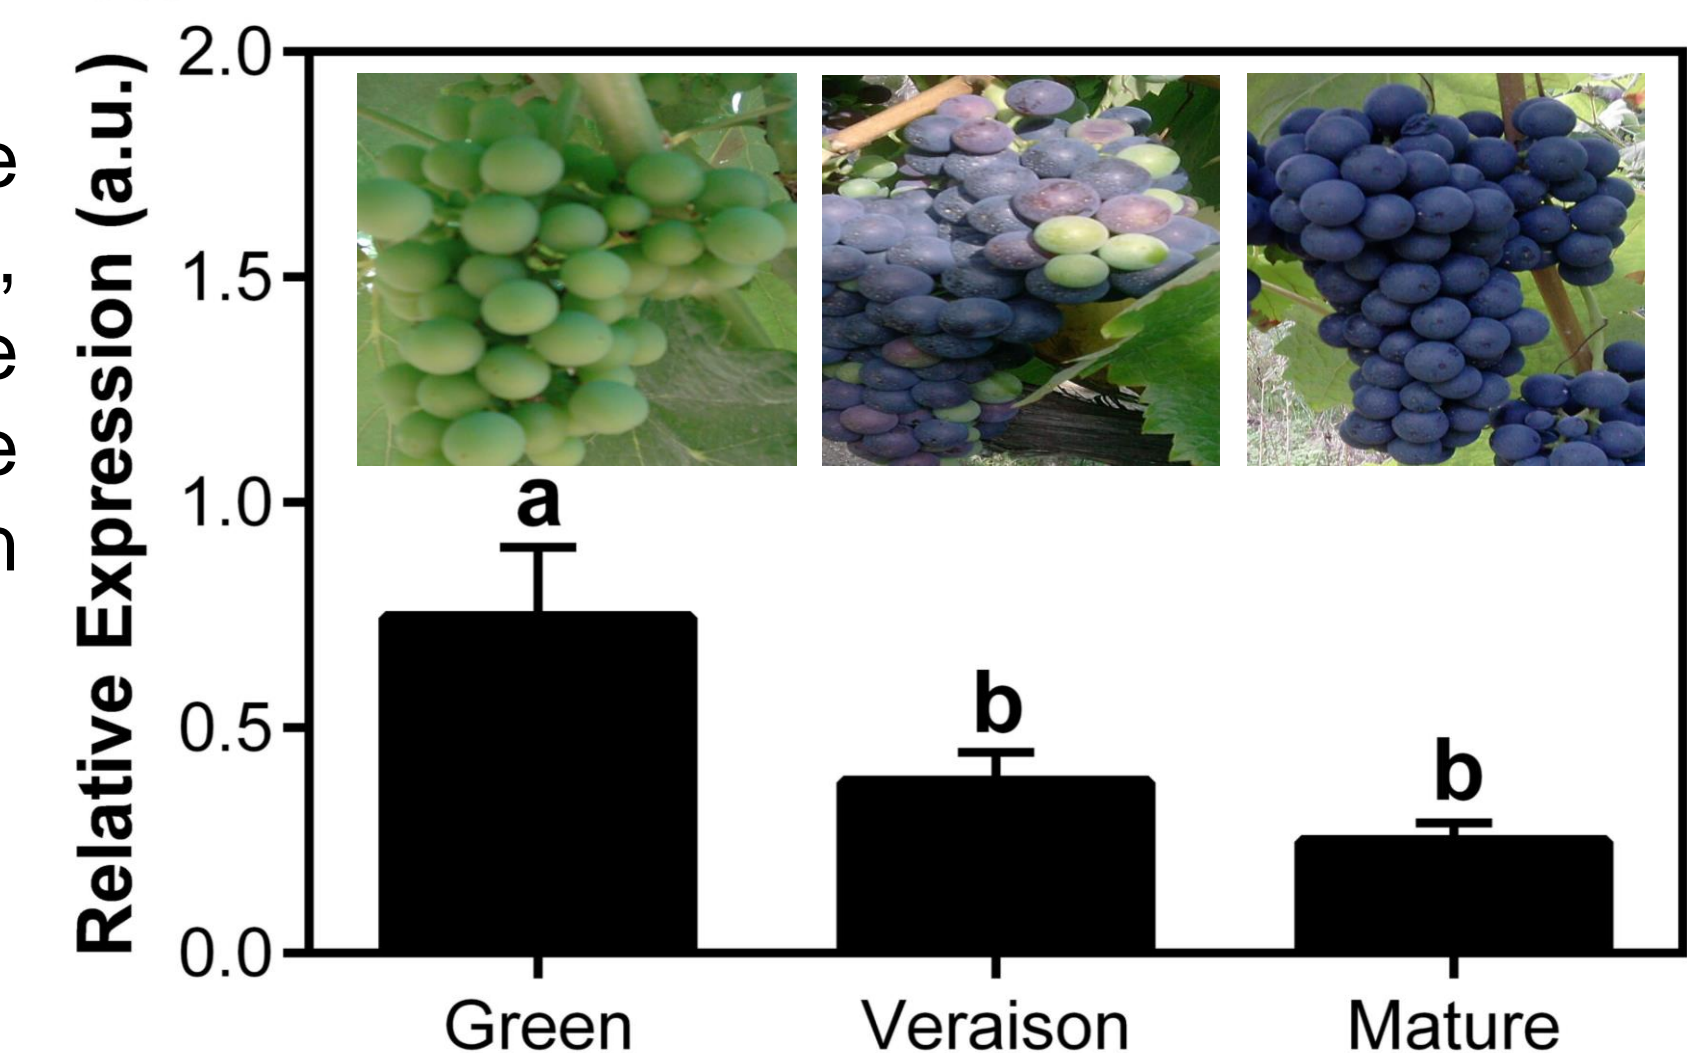 Relative Expression (a.u.)
2.0
1.5
1.0
0.5
0.0
a
b
b
Green
Veraison
Mature
e
,
e
e
n